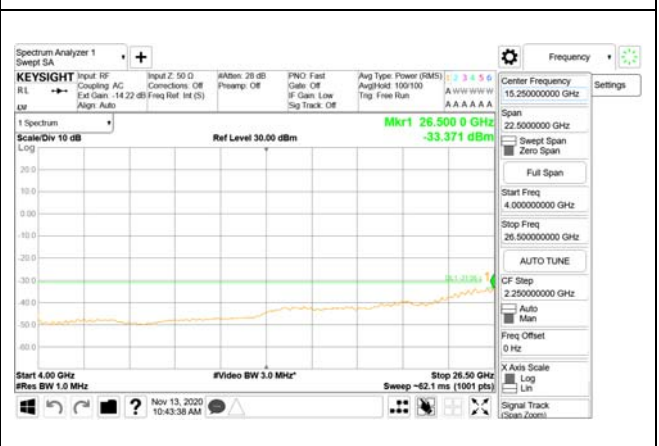 Spectrum Analyzer 1
Swept SA
Frequency
KEYSIGHT
RL
Input: RF
Coupling: AC
Ext Gain: -14.22 dB
Align: Auto
Input Z: 50 Ω
Corrections: Off
Freq Ref: Int (S)
#Atten: 28 dB
Preamp: Off
PNO: Fast
Gate: Off
IF Gain: Low
Sig Track: Off
Avg Type: Power (RMS)
Avg|Hold: 100/100
Trig: Free Run
1 2 3 4 5 6
A W W W W W
A A A A A A
Settings
1 Spectrum
Scale/Div 10 dB
Log
Ref Level 30.00 dBm
Mkr1 26.500 0 GHz
-33.371 dBm
20.0
10.0
0.00
-10.0
-20.0
-30.0
-40.0
-50.0
-60.0
1
Start 4.00 GHz
#Res BW 1.0 MHz
#Video BW 3.0 MHz*
Stop 26.50 GHz
Sweep ~62.1 ms (1001 pts)
Center Frequency
15.250000000 GHz
Span
22.5000000 GHz
Swept Span
Zero Span
Full Span
Start Freq
4.000000000 GHz
Stop Freq
26.500000000 GHz
AUTO TUNE
CF Step
2.250000000 GHz
Auto
Man
Freq Offset
0 Hz
X Axis Scale
Log
Lin
Signal Track
(Span Zoom)
Nov 13, 2020
10:43:38 AM